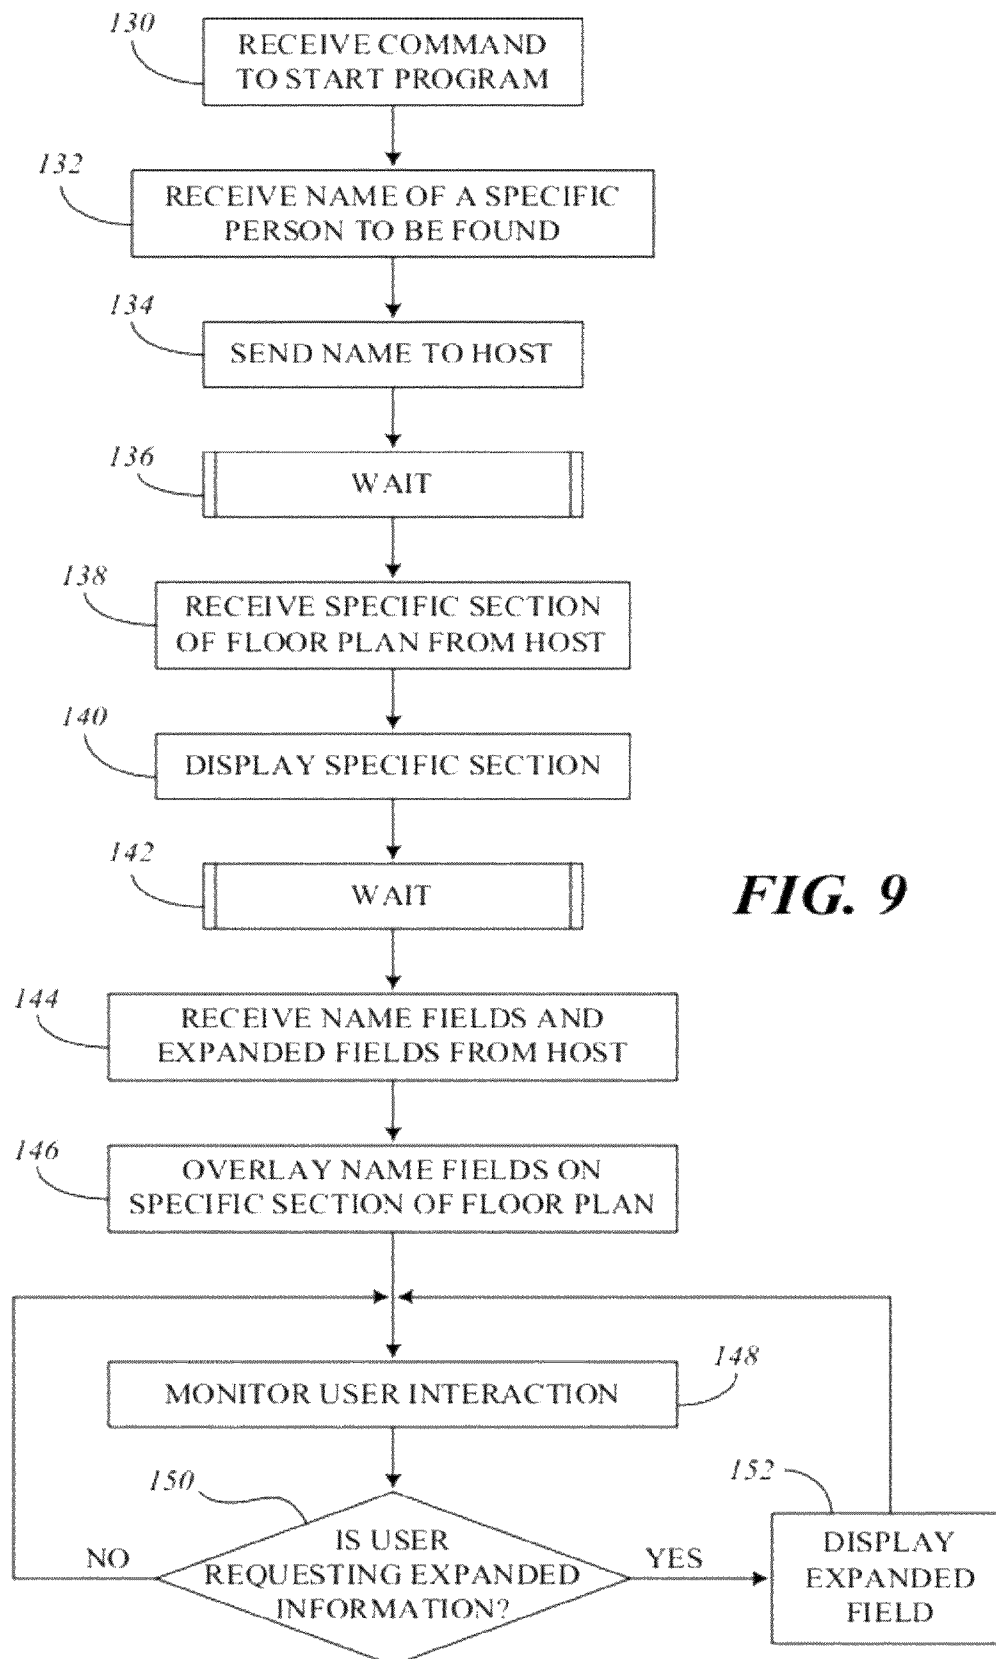 130
RECEIVE COMMAND
TO START PROGRAM
132
RECEIVE NAME OF A SPECIFIC
PERSON TO BE FOUND
134
SEND NAME TO HOST
136
WAIT
138
RECEIVE SPECIFIC SECTION
OF FLOOR PLAN FROM HOST
140
DISPLAY SPECIFIC SECTION
142
WAIT
FIG. 9
144
RECEIVE NAME FIELDS AND
EXPANDED FIELDS FROM HOST
146
OVERLAY NAME FIELDS ON
SPECIFIC SECTION OF FLOOR PLAN
148
MONITOR USER INTERACTION
150
IS USER
REQUESTING EXPANDED
INFORMATION?
NO
YES
152
DISPLAY
EXPANDED
FIELD